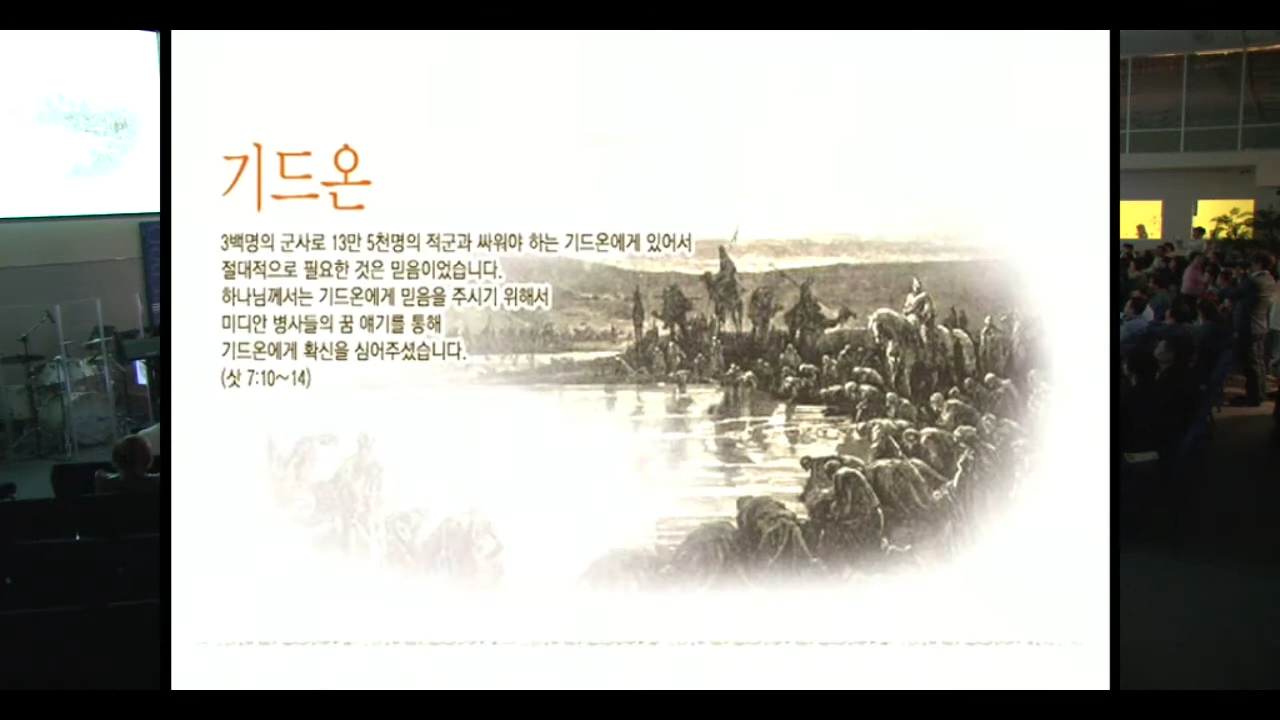 기드온
3백명의 군사로 13만 5천명의 적군과 싸워야 하는 기드온에게 있어서
절대적으로 필요한 것은 믿음이었습니다.
하나님께서는 기드온에게 믿음을 주시기 위해서
미디안 병사들의 꿈 얘기를 통해
기드온에게 확신을 심어주셨습니다.
(삿 7:10~14)